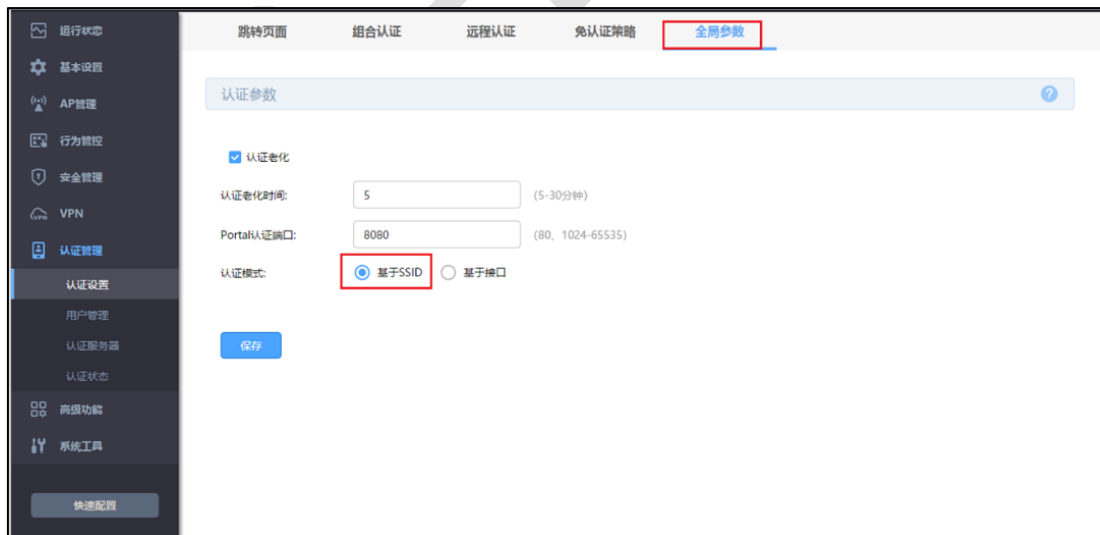 跳转页面 组合认证 远程认证 免认证策略 全局参数
运行状态
基本设置
AP管理
行为管控
安全管理
VPN
认证管理
认证设置
用户管理
认证服务器
认证状态
高级功能
系统工具
快速配置
认证参数 ?
认证老化
认证老化时间: 5 (5-30分钟)
Portal认证端口: 8080 (80、1024-65535)
认证模式: 基于SSID 基于接口
保存